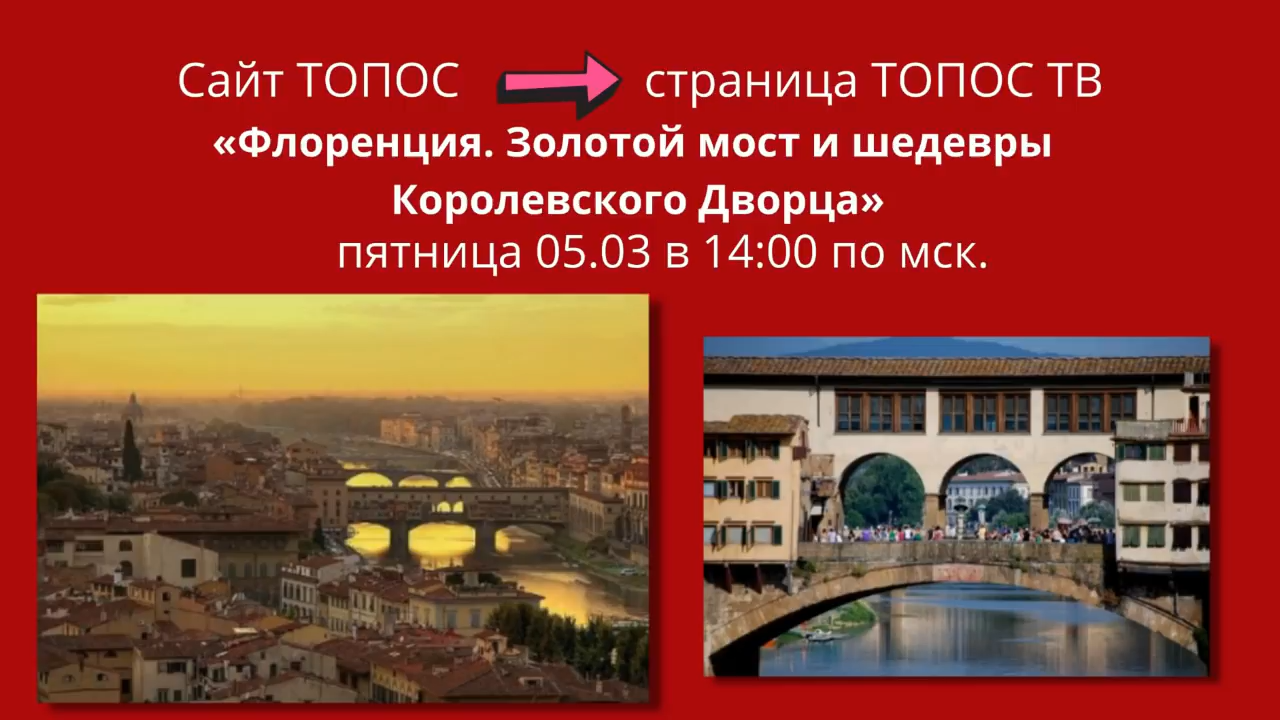 Сайт ТОПОС страница ТОПОС ТВ
«Флоренция. Золотой мост и шедевры
Королевского Дворца»
пятница 05.03 в 14:00 по мск.